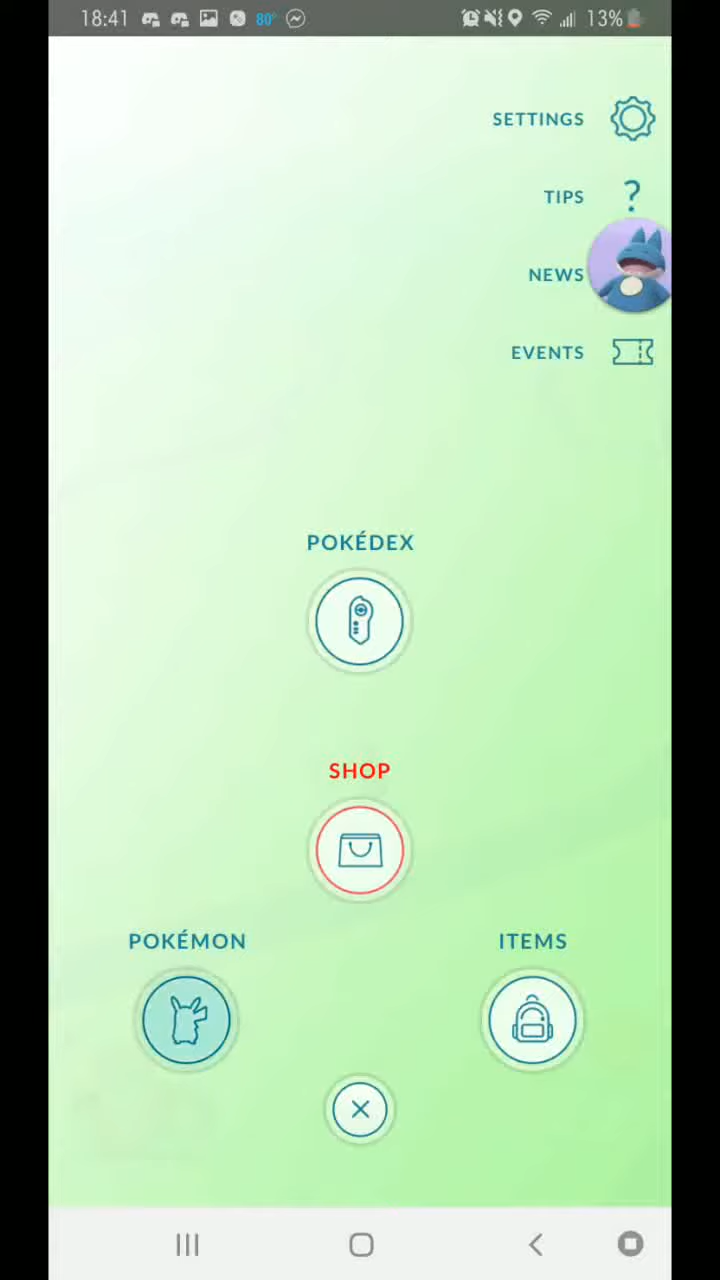 18:41 80° 13%
SETTINGS
TIPS ?
NEWS
EVENTS
POKÉDEX
SHOP
POKÉMON
ITEMS